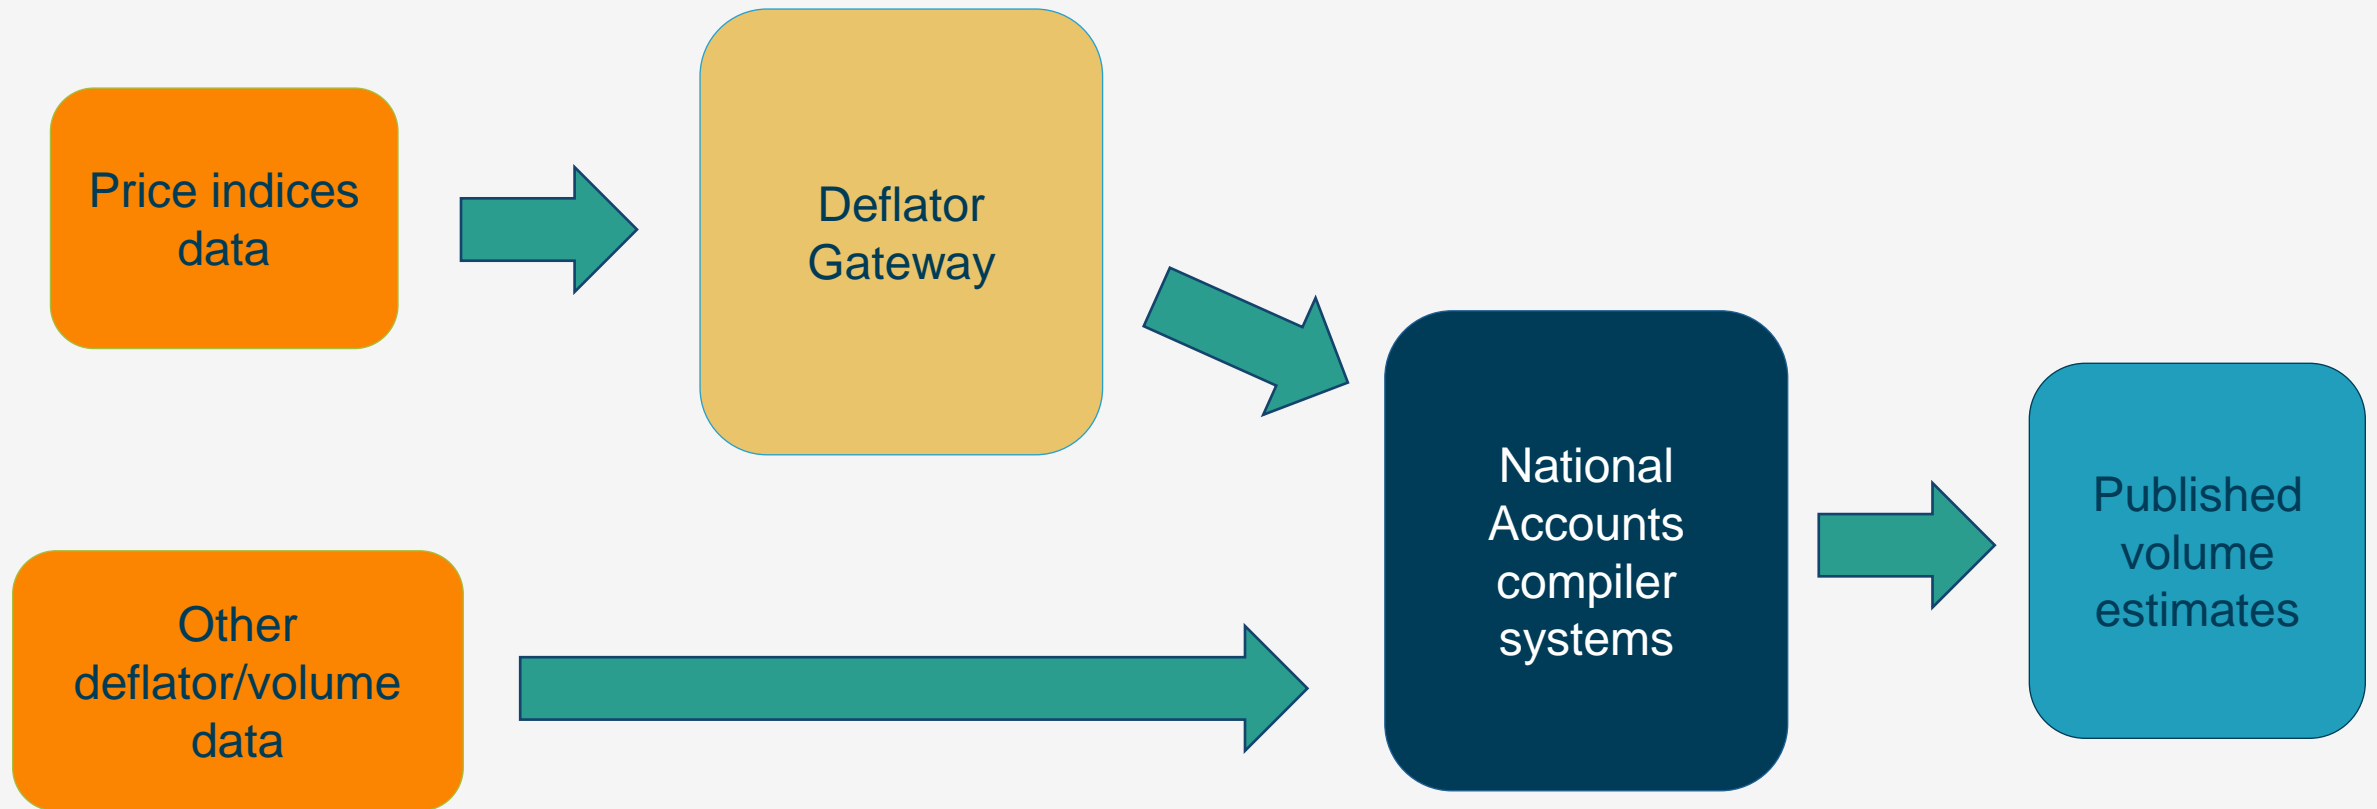 Price indices
data
Deflator
Gateway
Other
deflator/volume
data
National
Accounts
compiler
systems
Published
volume
estimates